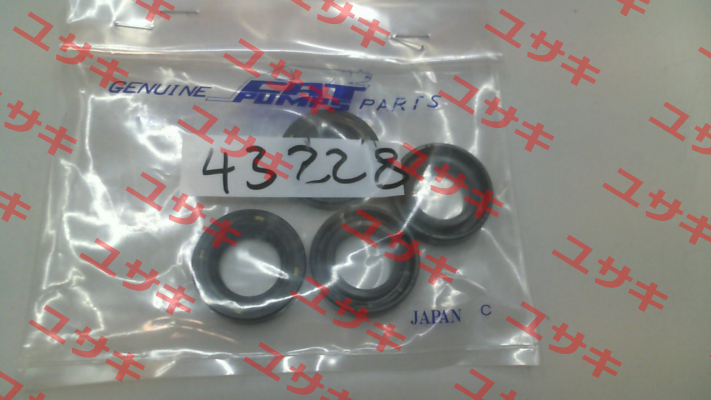 GENUINE CAT PUMPS PARTS
43228
JAPAN C
ユサキ